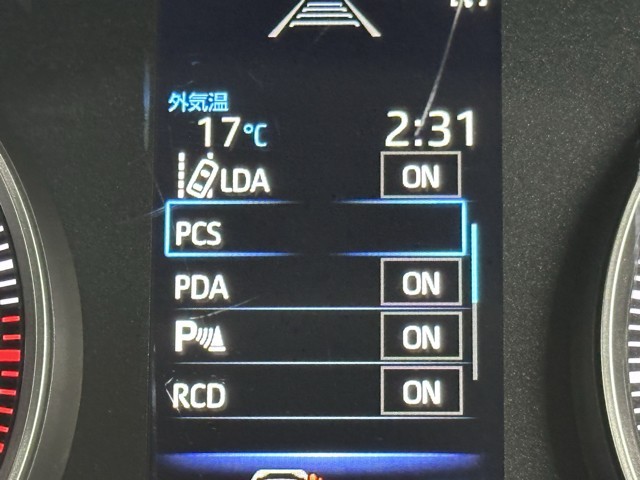 外気温
17℃ 2:31
LDA ON
PCS
PDA ON
P ON
RCD ON